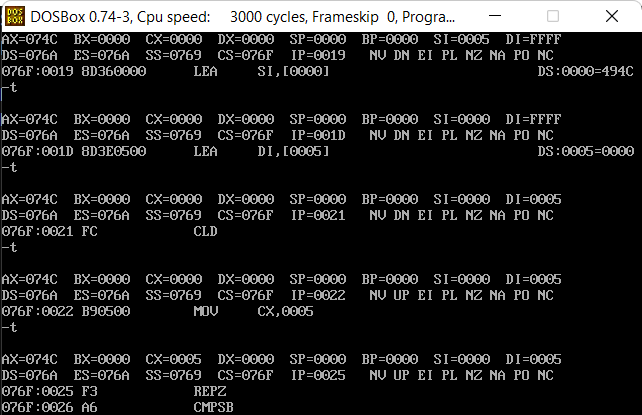 DOSBox 0.74-3, Cpu speed:    3000 cycles, Frameskip  0, Progra...
AX=074C  BX=0000  CX=0000  DX=0000  SP=0000  BP=0000  SI=0005  DI=FFFF
DS=076A  ES=076A  SS=0769  CS=076F  IP=0019   NV DN EI PL NZ NA PO NC
076F:0019 8D360000      LEA     SI,[0000]                          DS:0000=494C
-t
AX=074C  BX=0000  CX=0000  DX=0000  SP=0000  BP=0000  SI=0000  DI=FFFF
DS=076A  ES=076A  SS=0769  CS=076F  IP=001D   NV DN EI PL NZ NA PO NC
076F:001D 8D3E0500      LEA     DI,[0005]                          DS:0005=0000
-t
AX=074C  BX=0000  CX=0000  DX=0000  SP=0000  BP=0000  SI=0000  DI=0005
DS=076A  ES=076A  SS=0769  CS=076F  IP=0021   NV DN EI PL NZ NA PO NC
076F:0021 FC            CLD
-t
AX=074C  BX=0000  CX=0000  DX=0000  SP=0000  BP=0000  SI=0000  DI=0005
DS=076A  ES=076A  SS=0769  CS=076F  IP=0022   NV UP EI PL NZ NA PO NC
076F:0022 B90500        MOV     CX,0005
-t
AX=074C  BX=0000  CX=0005  DX=0000  SP=0000  BP=0000  SI=0000  DI=0005
DS=076A  ES=076A  SS=0769  CS=076F  IP=0025   NV UP EI PL NZ NA PO NC
076F:0025 F3            REPZ
076F:0026 A6            CMPSB